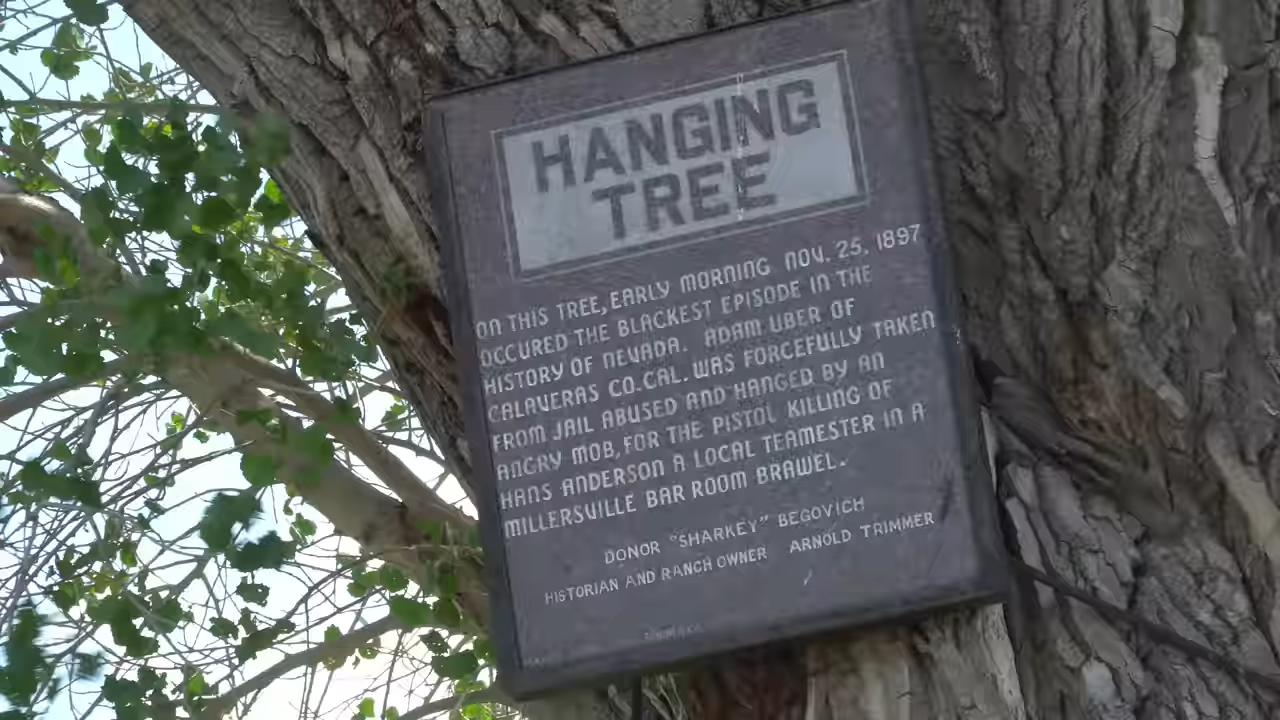 HANGING
TREE
ON THIS TREE, EARLY MORNING NOV. 25, 1897
OCCURED THE BLACKEST EPISODE IN THE
HISTORY OF NEVADA. ADAM UBER OF
CALAVERAS CO. CAL. WAS FORCEFULLY TAKEN
FROM JAIL ABUSED AND HANGED BY AN
ANGRY MOB, FOR THE PISTOL KILLING OF
HANS ANDERSON A LOCAL TEAMESTER IN A
MILLERSVILLE BAR ROOM BRAWEL.
DONOR "SHARKEY" BEGOVICH
HISTORIAN AND RANCH OWNER ARNOLD TRIMMER